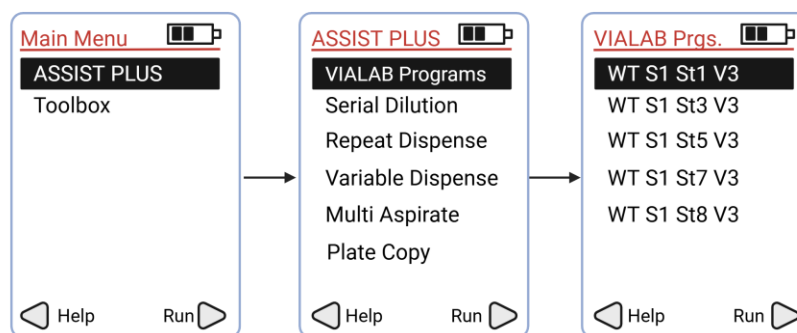 Main Menu
ASSIST PLUS
Toolbox
Help
Run
ASSIST PLUS
VIALAB Programs
Serial Dilution
Repeat Dispense
Variable Dispense
Multi Aspirate
Plate Copy
Help
Run
VIALAB Prgs.
WT S1 St1 V3
WT S1 St3 V3
WT S1 St5 V3
WT S1 St7 V3
WT S1 St8 V3
Help
Run